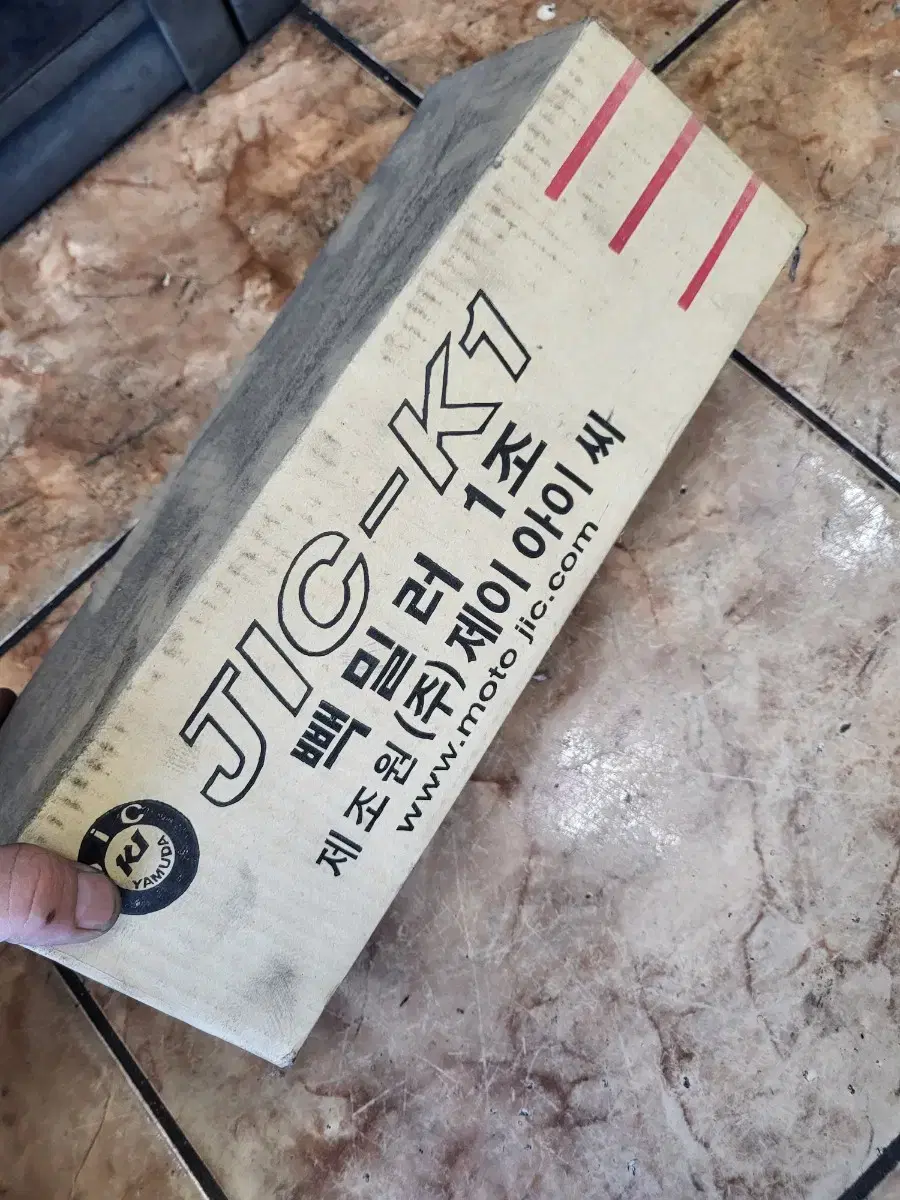 JIC-K1
빽 밀러 1조
제조원 (주) 제이아이씨
www.moto jic.com
jic
KJ
YAMUDA